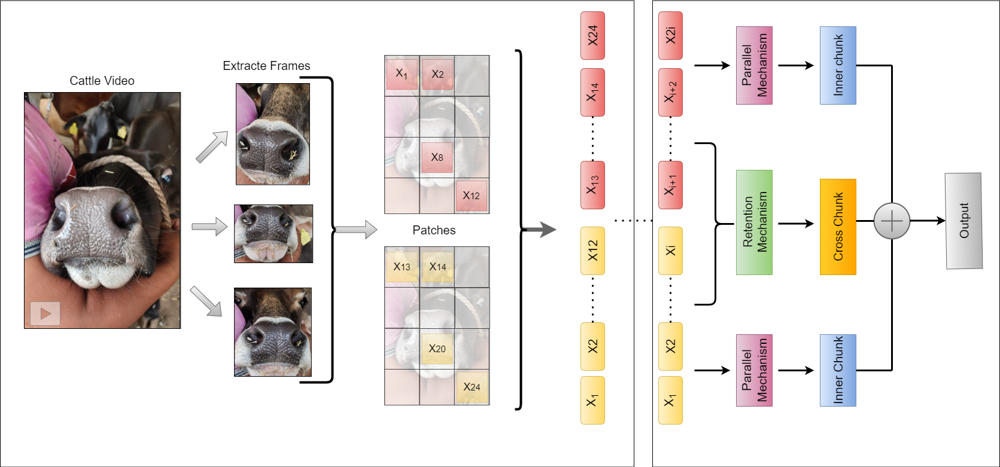 Cattle Video
Extracte Frames
X1
X2
X8
X12
Patches
X13
X14
X20
X24
X24
X14
X13
X12
X2
X1
X2i
Xi+2
Xi+1
Xi
X2
X1
Parallel
Mechanism
Inner chunk
Retention
Mechanism
Cross Chunk
Parallel
Mechanism
Inner Chunk
Output